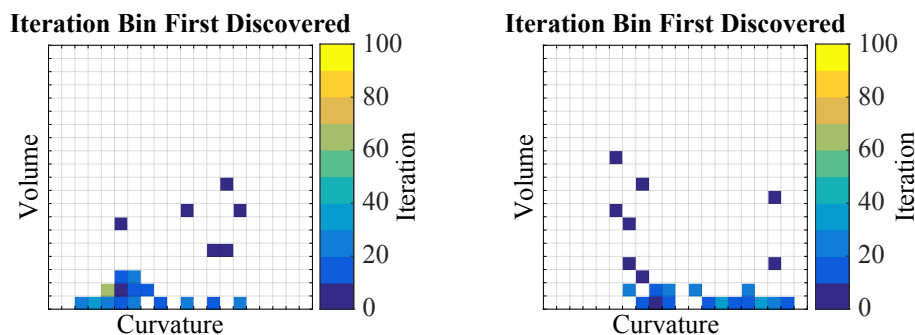 Iteration Bin First Discovered
Volume
Curvature
100
80
60
40
20
0
Iteration
Iteration Bin First Discovered
Volume
Curvature
100
80
60
40
20
0
Iteration